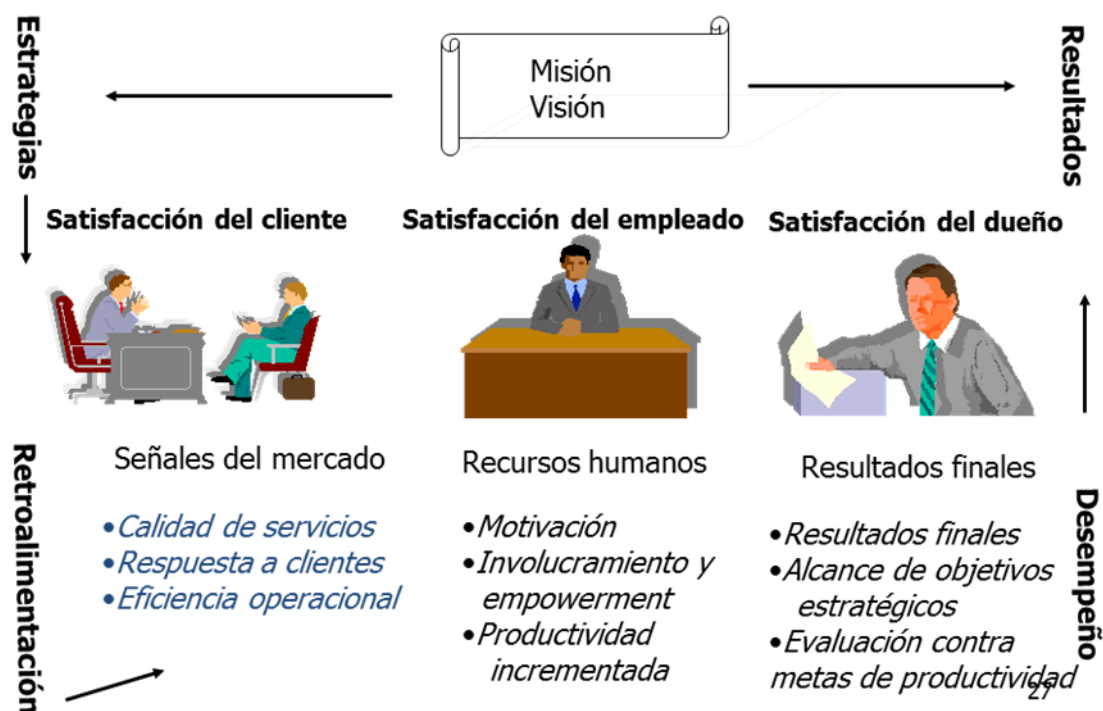 Estrategias
Misión
Visión
Resultados
Satisfacción del cliente
Satisfacción del empleado
Satisfacción del dueño
Retroalimentación
Señales del mercado
•Calidad de servicios
•Respuesta a clientes
•Eficiencia operacional
Recursos humanos
•Motivación
•Involucramiento y
empowerment
•Productividad
incrementada
Resultados finales
•Resultados finales
•Alcance de objetivos
estratégicos
•Evaluación contra
metas de productividad
Desempeño
27